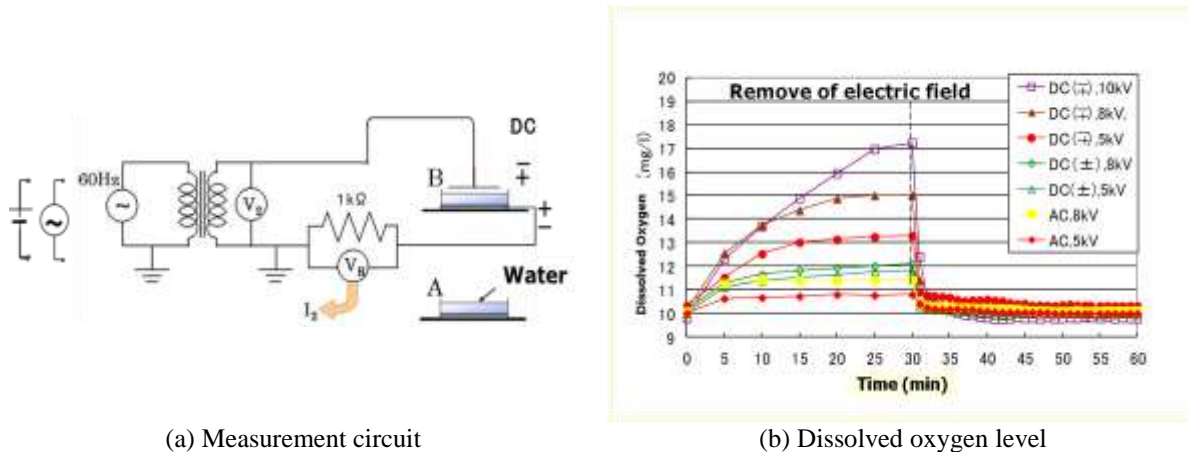 DC
60Hz
~
V₂
~
1kΩ
V_R
I₂
B
∓
+
−
Water
A
(a) Measurement circuit
Remove of electric field
DC(∓),10kV
DC(∓),8kV,
DC(∓),5kV
DC(±),8kV
DC(±),5kV
AC,8kV
AC,5kV
Dissolved Oxygen (mg/l)
20
19
18
17
16
15
14
13
12
11
10
9
0 5 10 15 20 25 30 35 40 45 50 55 60
Time (min)
(b) Dissolved oxygen level